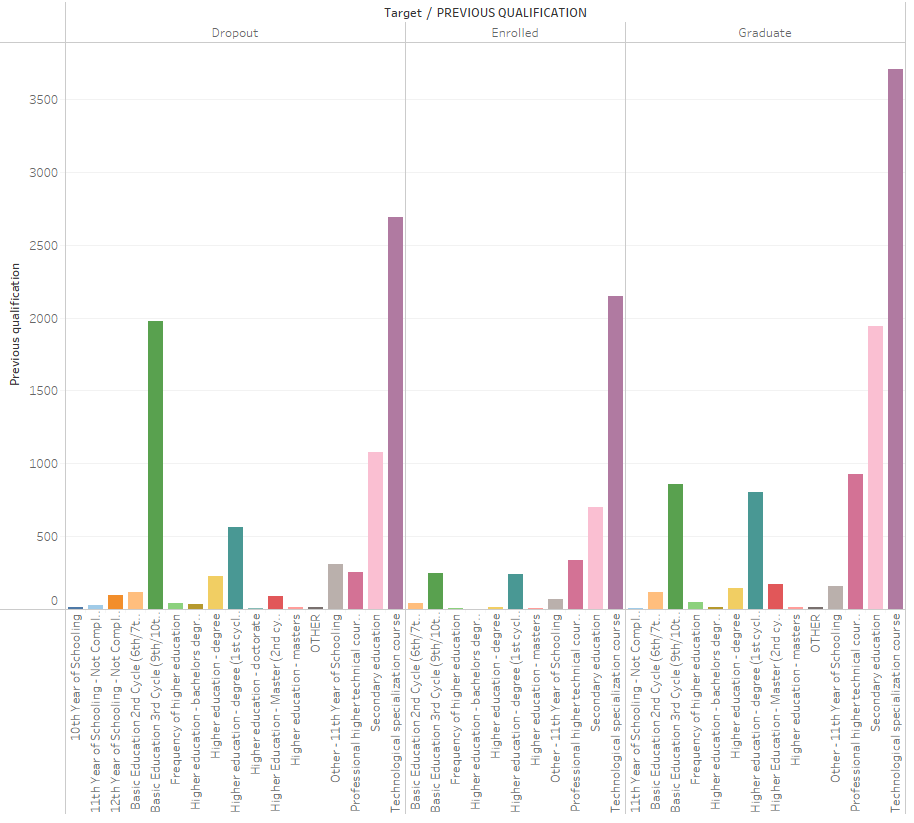 Target / PREVIOUS QUALIFICATION
Dropout
Enrolled
Graduate
Previous qualification
3500
3000
2500
2000
1500
1000
500
0
10th Year of Schooling
11th Year of Schooling - Not Compl..
12th Year of Schooling - Not Compl..
Basic Education 2nd Cycle (6th/7t..
Basic Education 3rd Cycle (9th/10t..
Frequency of higher education
Higher education - bachelors degr..
Higher education - degree
Higher education - degree (1st cycl..
Higher education - doctorate
Higher Education - Master (2nd cy..
Higher education - masters
OTHER
Other - 11th Year of Schooling
Professional higher technical cour..
Secondary education
Technological specialization course
Basic Education 2nd Cycle (6th/7t..
Basic Education 3rd Cycle (9th/10t..
Frequency of higher education
Higher education - bachelors degr..
Higher education - degree
Higher education - degree (1st cycl..
Higher education - masters
Other - 11th Year of Schooling
Professional higher technical cour..
Secondary education
Technological specialization course
11th Year of Schooling - Not Compl..
Basic Education 2nd Cycle (6th/7t..
Basic Education 3rd Cycle (9th/10t..
Frequency of higher education
Higher education - bachelors degr..
Higher education - degree
Higher education - degree (1st cycl..
Higher Education - Master (2nd cy..
Higher education - masters
OTHER
Other - 11th Year of Schooling
Professional higher technical cour..
Secondary education
Technological specialization course